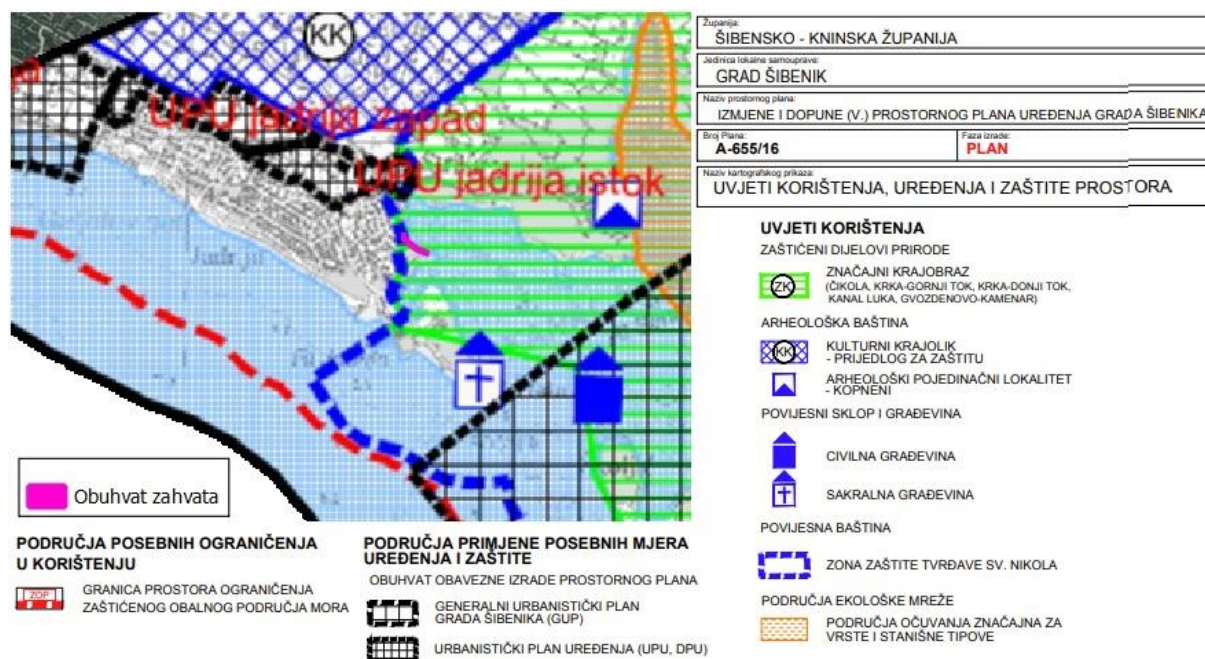 KK
UPU jadrija zapad
UPU jadrija istok
Obuhvat zahvata
Županija:
ŠIBENSKO - KNINSKA ŽUPANIJA
Jedinica lokalne samouprave:
GRAD ŠIBENIK
Naziv prostornog plana:
IZMJENE I DOPUNE (V.) PROSTORNOG PLANA UREĐENJA GRADA ŠIBENIKA
Broj Plana:
A-655/16
Faza izrade:
PLAN
Naziv kartografskog prikaza:
UVJETI KORIŠTENJA, UREĐENJA I ZAŠTITE PROSTORA
UVJETI KORIŠTENJA
ZAŠTIĆENI DIJELOVI PRIRODE
ZK
ZNAČAJNI KRAJOBRAZ
(ČIKOLA, KRKA-GORNJI TOK, KRKA-DONJI TOK,
KANAL LUKA, GVOZDENOVO-KAMENAR)
ARHEOLOŠKA BAŠTINA
KK
KULTURNI KRAJOLIK
- PRIJEDLOG ZA ZAŠTITU
ARHEOLOŠKI POJEDINAČNI LOKALITET
- KOPNENI
POVIJESNI SKLOP I GRAĐEVINA
CIVILNA GRAĐEVINA
SAKRALNA GRAĐEVINA
POVIJESNA BAŠTINA
ZONA ZAŠTITE TVRĐAVE SV. NIKOLA
PODRUČJA EKOLOŠKE MREŽE
PODRUČJA OČUVANJA ZNAČAJNA ZA
VRSTE I STANIŠNE TIPOVE
PODRUČJA POSEBNIH OGRANIČENJA
U KORIŠTENJU
ZOP
GRANICA PROSTORA OGRANIČENJA
ZAŠTIĆENOG OBALNOG PODRUČJA MORA
PODRUČJA PRIMJENE POSEBNIH MJERA
UREĐENJA I ZAŠTITE
OBUHVAT OBAVEZNE IZRADE PROSTORNOG PLANA
GENERALNI URBANISTIČKI PLAN
GRADA ŠIBENIKA (GUP)
URBANISTIČKI PLAN UREĐENJA (UPU, DPU)